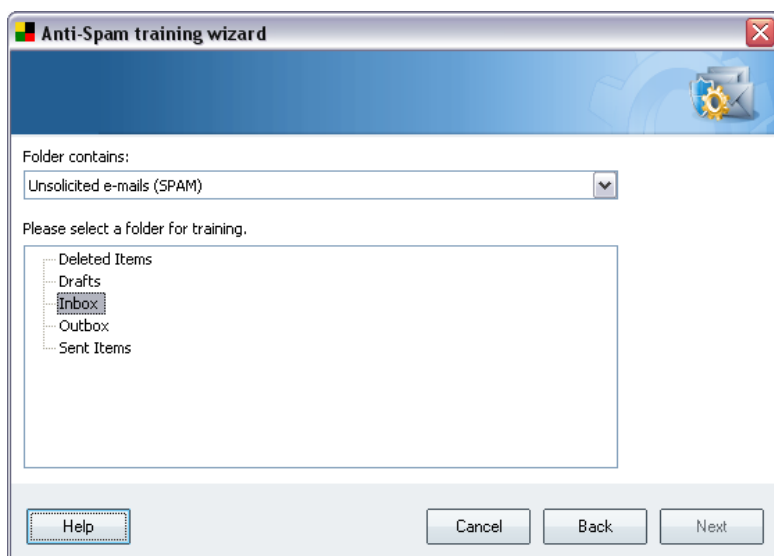 Anti-Spam training wizard
Folder contains:
Unsolicited e-mails (SPAM)
Please select a folder for training.
Deleted Items
Drafts
Inbox
Outbox
Sent Items
Help Cancel Back Next